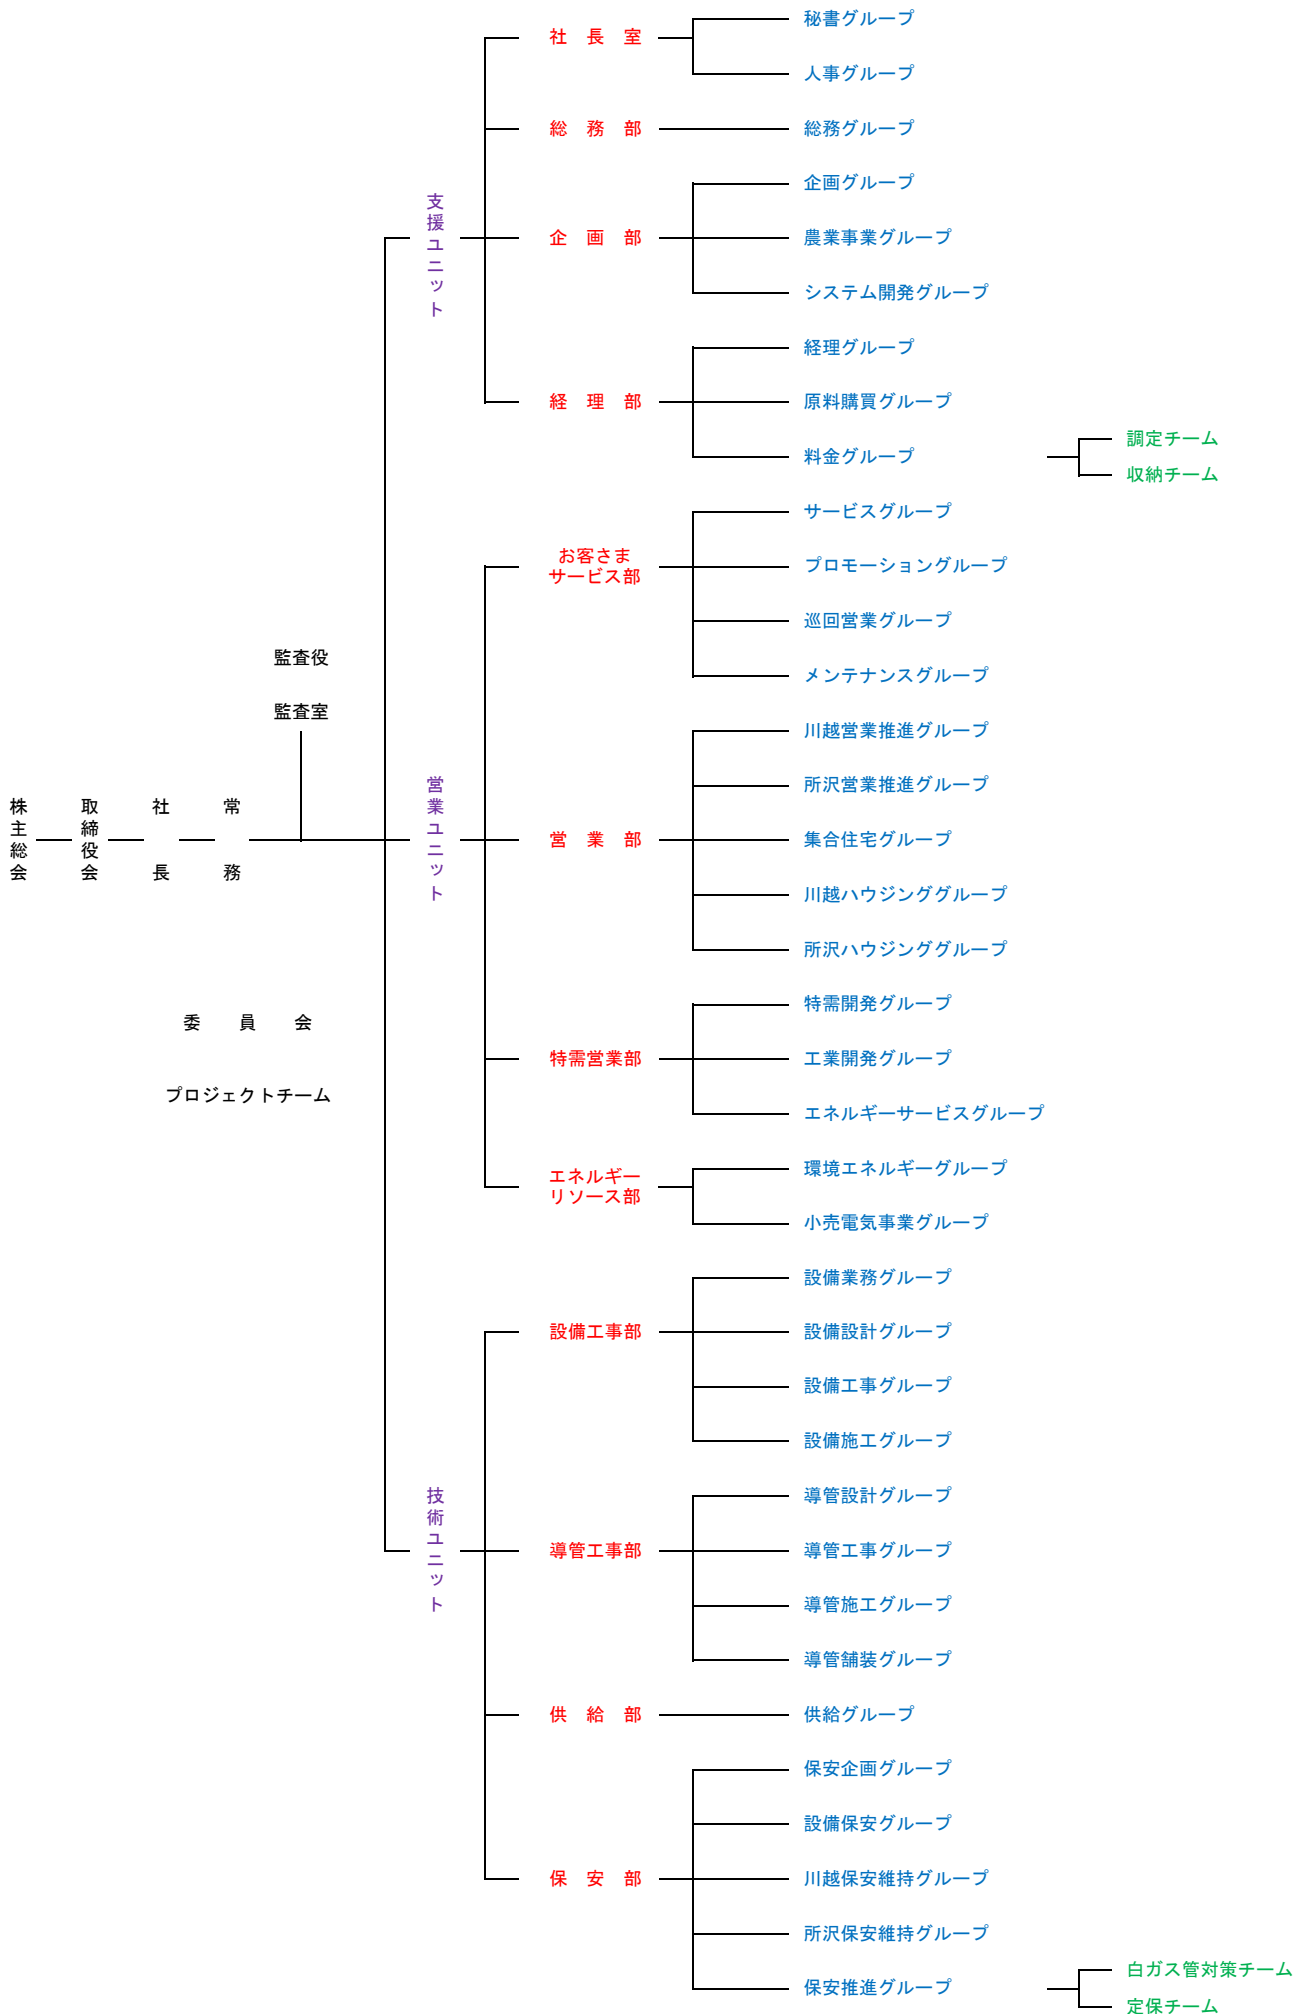 株主総会
取締役会
社長
常務
監査役
監査室
委員会
プロジェクトチーム
支援ユニット
社長室
秘書グループ
人事グループ
総務部
総務グループ
企画部
企画グループ
農業事業グループ
システム開発グループ
経理部
経理グループ
原料購買グループ
料金グループ
調定チーム
収納チーム
営業ユニット
お客さま
サービス部
サービスグループ
プロモーショングループ
巡回営業グループ
メンテナンスグループ
営業部
川越営業推進グループ
所沢営業推進グループ
集合住宅グループ
川越ハウジンググループ
所沢ハウジンググループ
特需営業部
特需開発グループ
工業開発グループ
エネルギーサービスグループ
エネルギー
リソース部
環境エネルギーグループ
小売電気事業グループ
技術ユニット
設備工事部
設備業務グループ
設備設計グループ
設備工事グループ
設備施工グループ
導管工事部
導管設計グループ
導管工事グループ
導管施工グループ
導管舗装グループ
供給部
供給グループ
保安部
保安企画グループ
設備保安グループ
川越保安維持グループ
所沢保安維持グループ
保安推進グループ
白ガス管対策チーム
定保チーム